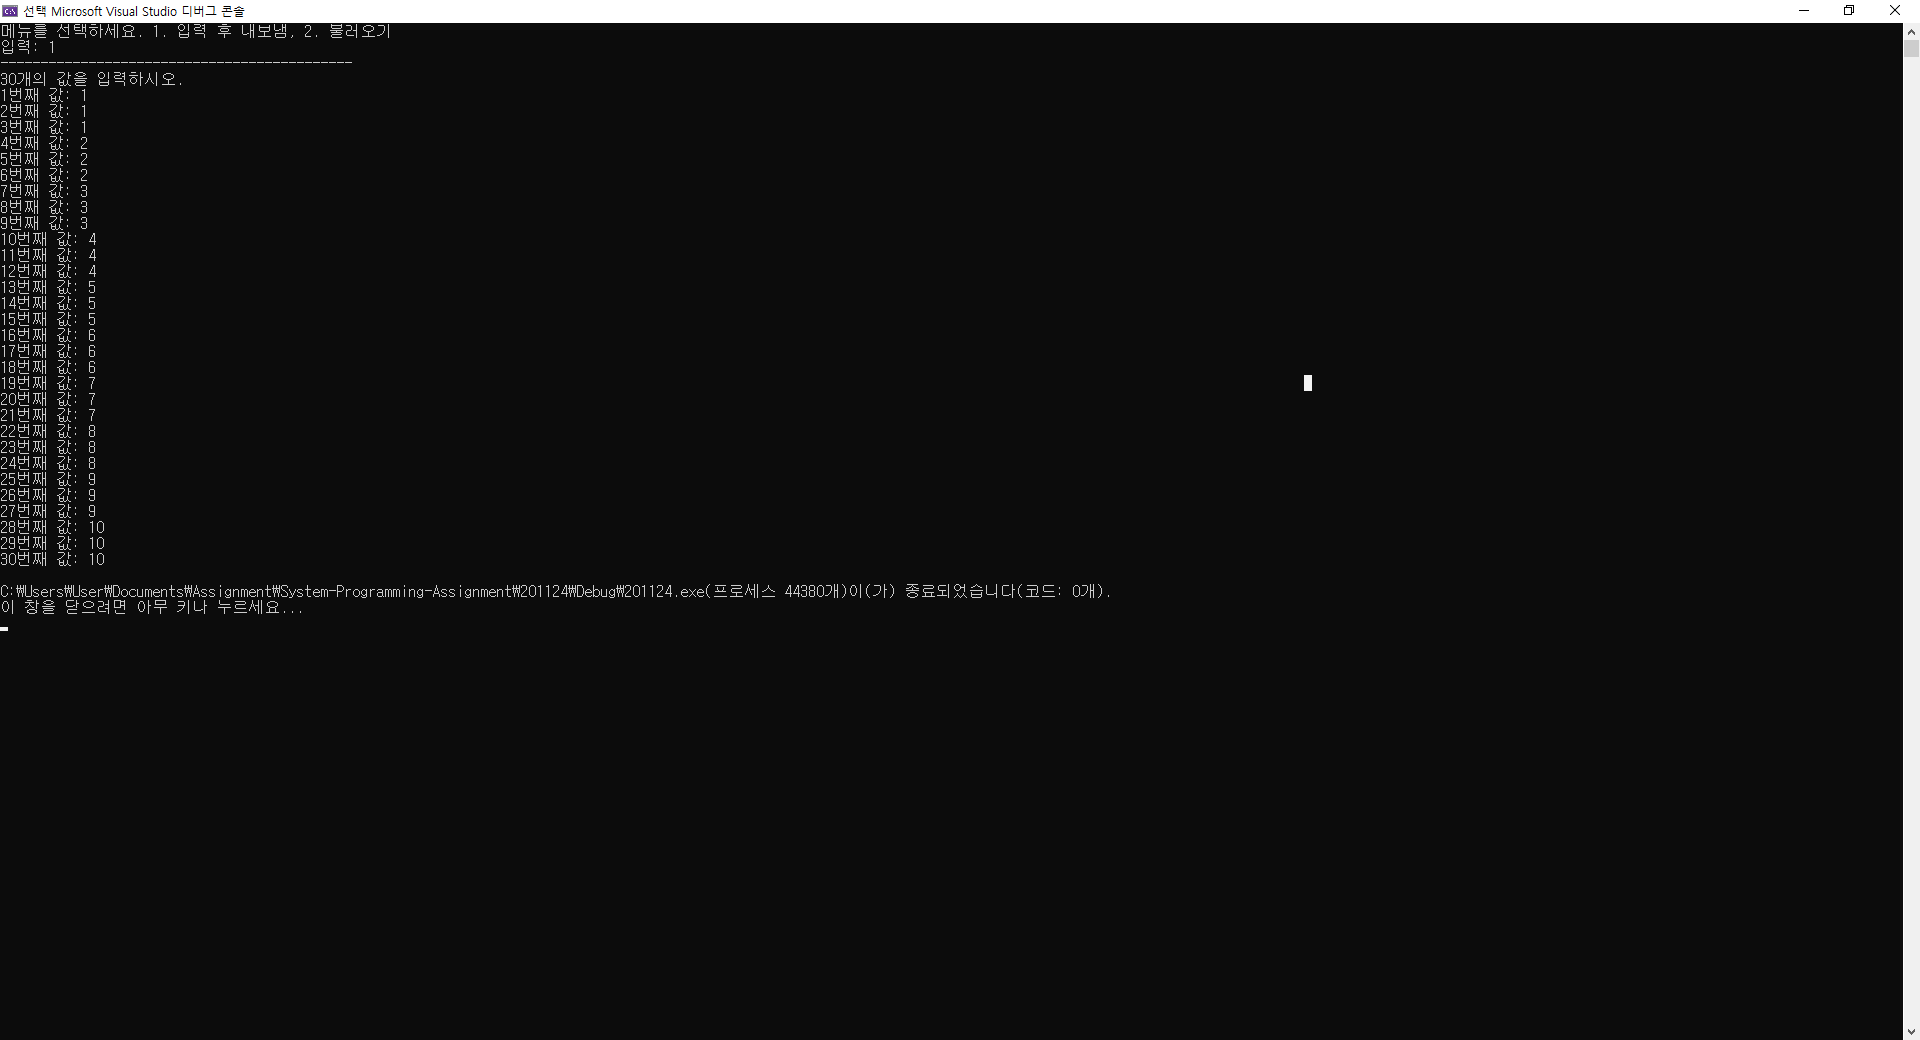 선택 Microsoft Visual Studio 디버그 콘솔
메뉴를 선택하세요. 1. 입력 후 내보냄, 2. 불러오기
입력: 1
--------------------------------------------
30개의 값을 입력하시오.
1번째 값: 1
2번째 값: 1
3번째 값: 1
4번째 값: 2
5번째 값: 2
6번째 값: 2
7번째 값: 3
8번째 값: 3
9번째 값: 3
10번째 값: 4
11번째 값: 4
12번째 값: 4
13번째 값: 5
14번째 값: 5
15번째 값: 5
16번째 값: 6
17번째 값: 6
18번째 값: 6
19번째 값: 7
20번째 값: 7
21번째 값: 7
22번째 값: 8
23번째 값: 8
24번째 값: 8
25번째 값: 9
26번째 값: 9
27번째 값: 9
28번째 값: 10
29번째 값: 10
30번째 값: 10
C:₩Users₩User₩Documents₩Assignment₩System-Programming-Assignment₩201124₩Debug₩201124.exe(프로세스 44380개)이(가) 종료되었습니다(코드: 0개).
이 창을 닫으려면 아무 키나 누르세요...